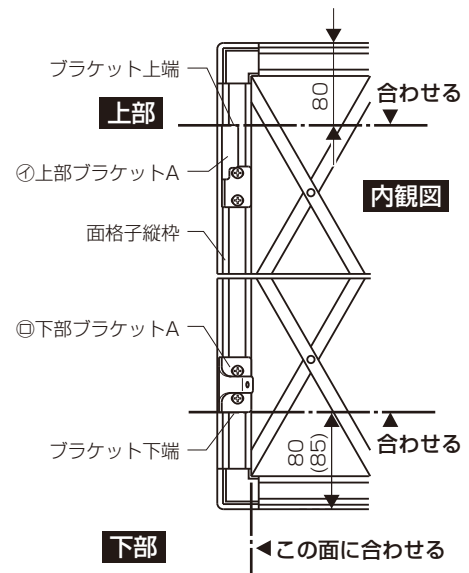 ブラケット上端
80
合わせる
上部
㋑上部ブラケットA
内観図
面格子縦枠
㋺下部ブラケットA
ブラケット下端
80
(85)
合わせる
下部
この面に合わせる